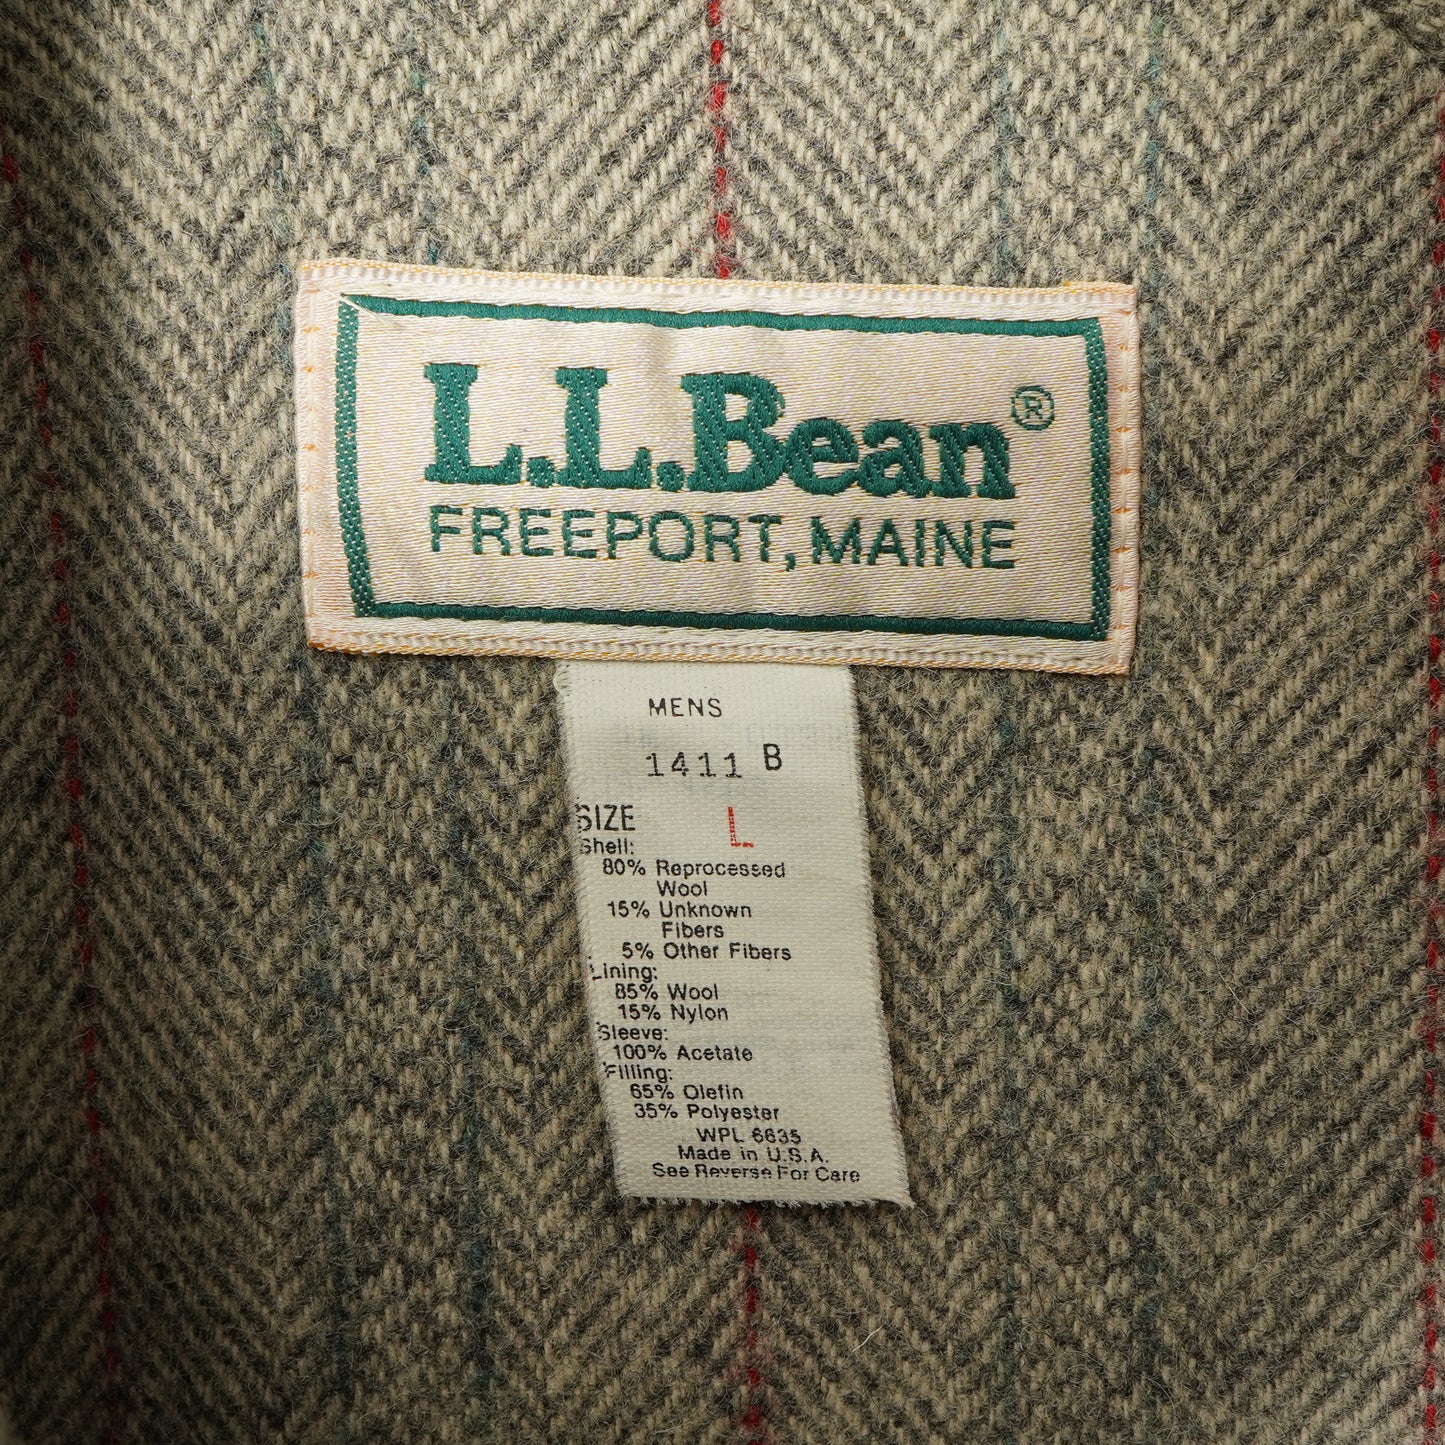 L.L.Bean®
FREEPORT, MAINE
MENS
1411 B
SIZE L
Shell:
80% Reprocessed
Wool
15% Unknown
Fibers
5% Other Fibers
Lining:
85% Wool
15% Nylon
Sleeve:
100% Acetate
Filling:
65% Olefin
35% Polyester
WPL 6635
Made in U.S.A.
See Reverse For Care